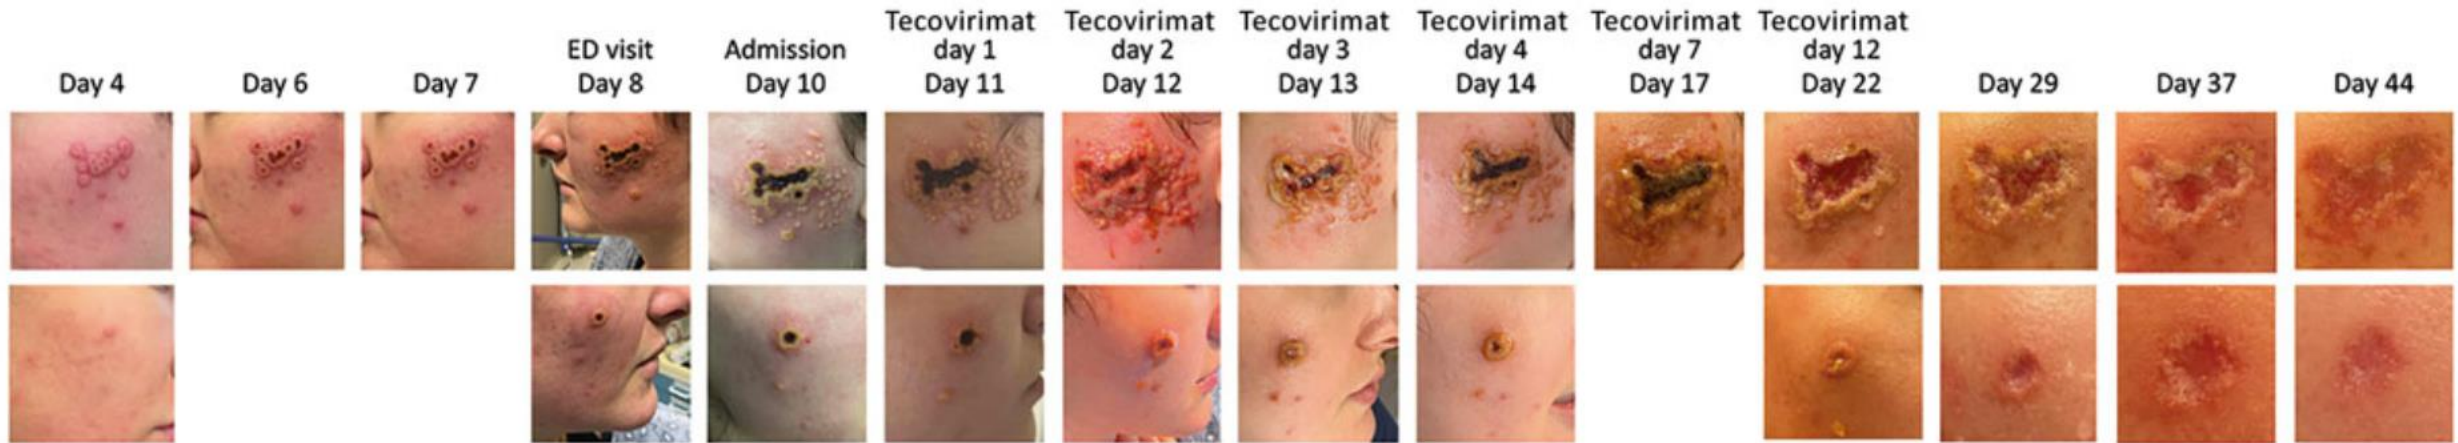 Day 4
Day 6
Day 7
ED visit
Day 8
Admission
Day 10
Tecovirimat
day 1
Day 11
Tecovirimat
day 2
Day 12
Tecovirimat
day 3
Day 13
Tecovirimat
day 4
Day 14
Tecovirimat
day 7
Day 17
Tecovirimat
day 12
Day 22
Day 29
Day 37
Day 44